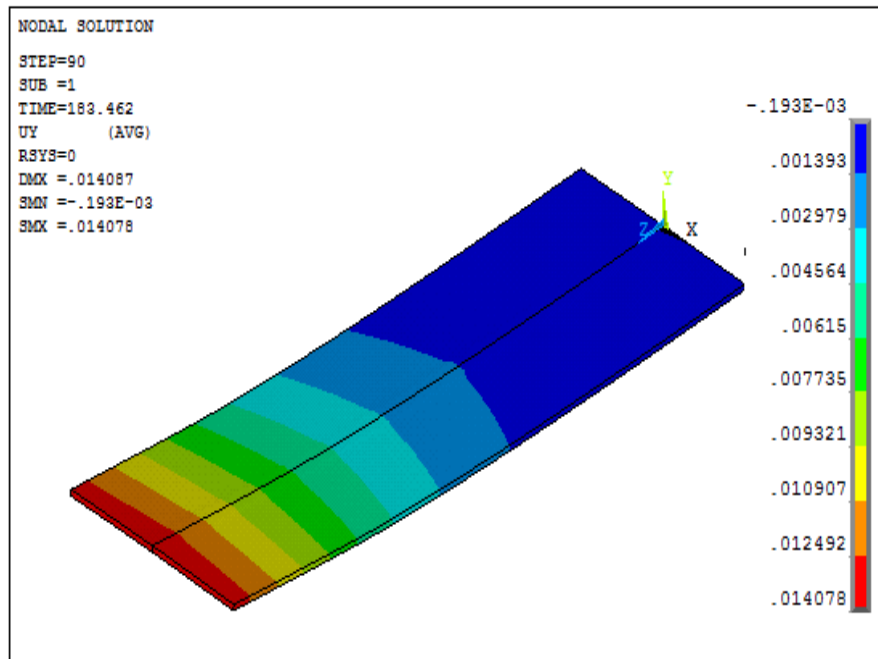 NODAL SOLUTION
STEP=90
SUB =1
TIME=183.462
UY (AVG)
RSYS=0
DMX =.014087
SMN =-.193E-03
SMX =.014078
Y
Z X
-.193E-03
.001393
.002979
.004564
.00615
.007735
.009321
.010907
.012492
.014078